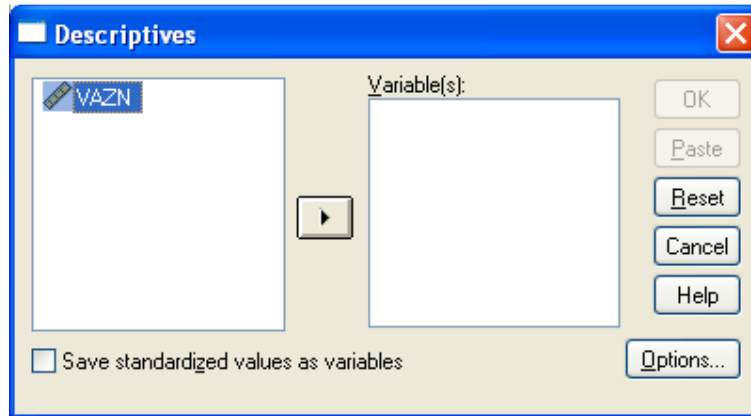 Descriptives
VAZN
Variable(s):
OK
Paste
Reset
Cancel
Help
Save standardized values as variables
Options...